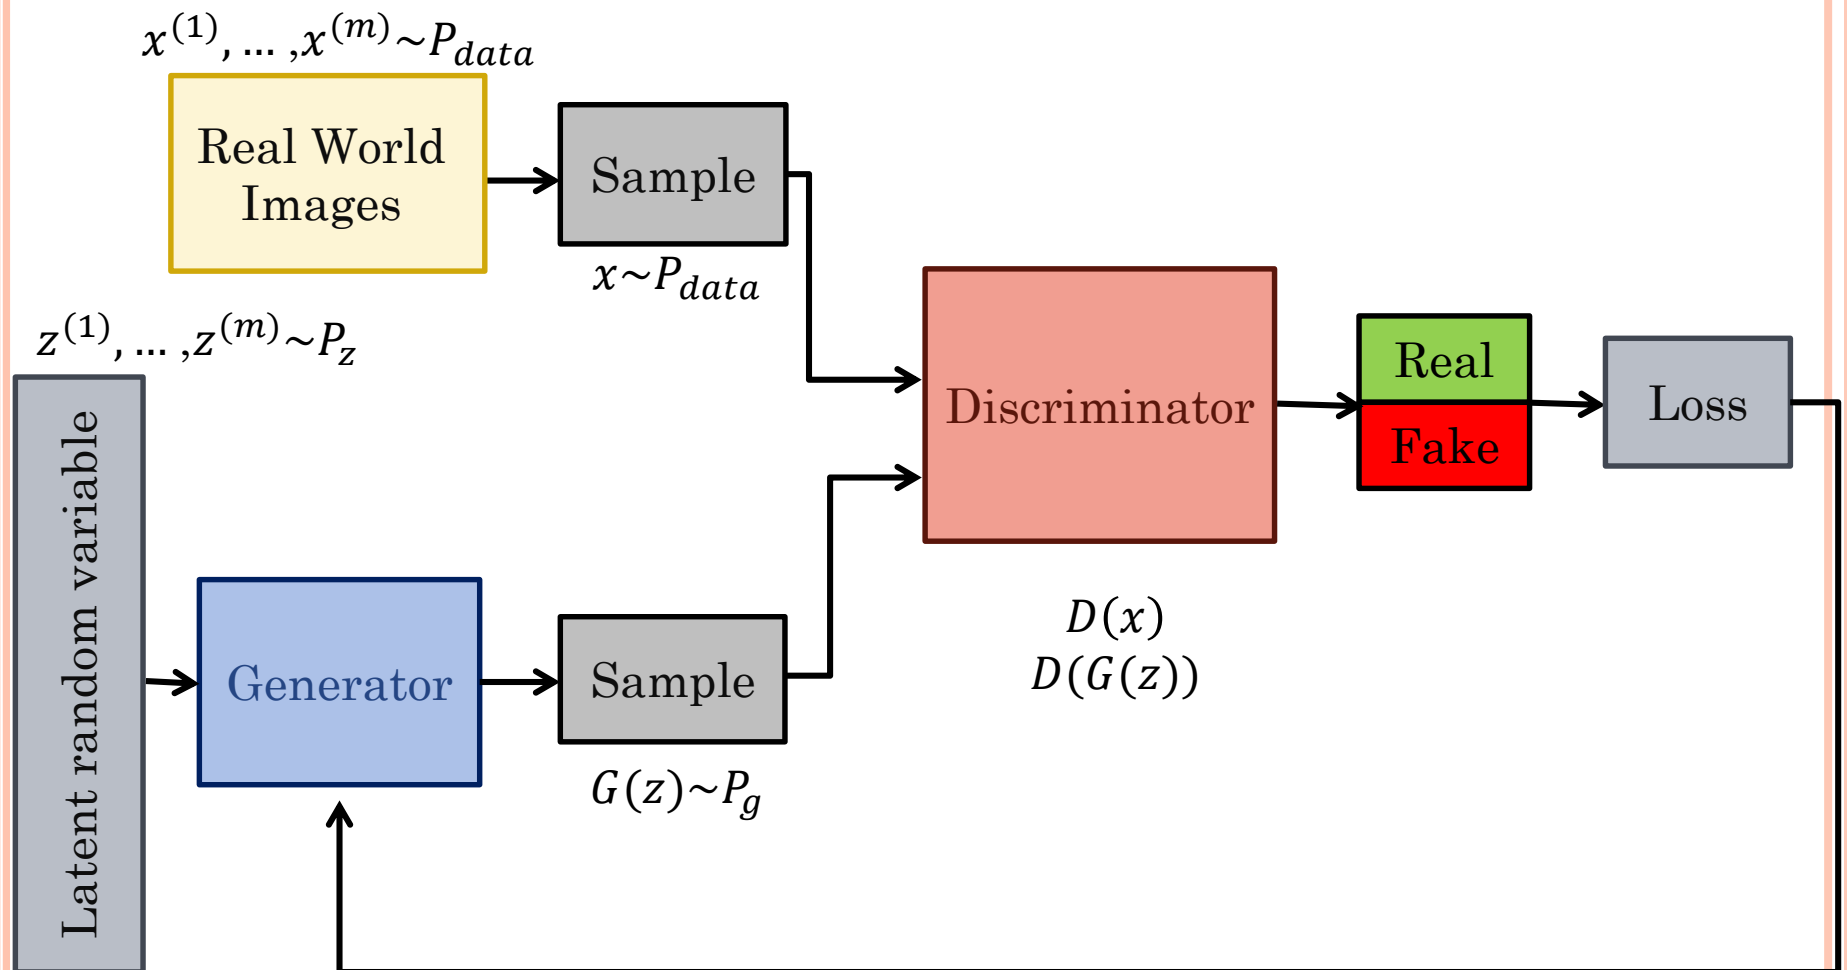 x^(1), … ,x^(m)~P_data
Real World
Images
Sample
x~P_data
z^(1), … ,z^(m)~P_z
Latent random variable
Generator
Sample
G(z)~P_g
Discriminator
D(x)
D(G(z))
Real
Fake
Loss